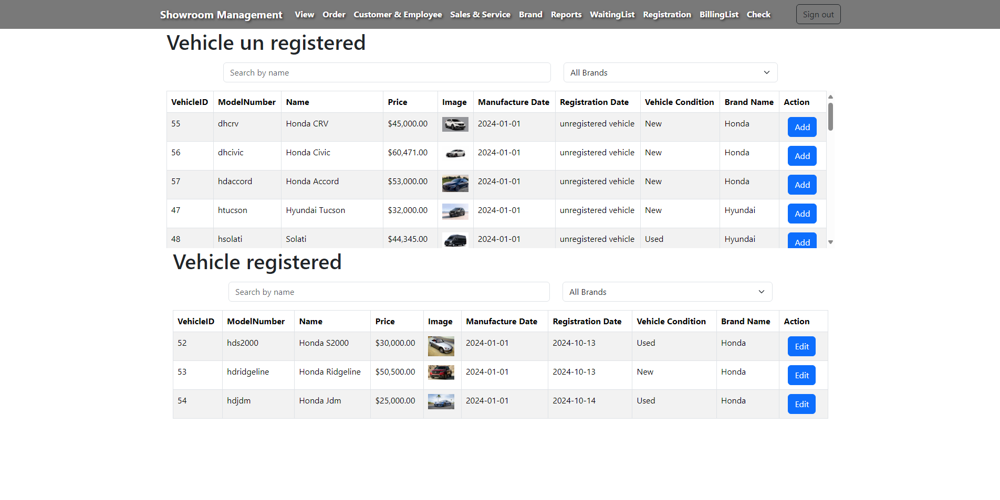 Showroom Management View Order Customer & Employee Sales & Service Brand Reports WaitingList Registration BillingList Check Sign out
Vehicle un registered
Search by name All Brands
VehicleID ModelNumber Name Price Image Manufacture Date Registration Date Vehicle Condition Brand Name Action
55 dhcrv Honda CRV $45,000.00 2024-01-01 unregistered vehicle New Honda Add
56 dhcivic Honda Civic $60,471.00 2024-01-01 unregistered vehicle New Honda Add
57 hdaccord Honda Accord $53,000.00 2024-01-01 unregistered vehicle New Honda Add
47 htucson Hyundai Tucson $32,000.00 2024-01-01 unregistered vehicle New Hyundai Add
48 hsolati Solati $44,345.00 2024-01-01 unregistered vehicle Used Hyundai Add
Vehicle registered
Search by name All Brands
VehicleID ModelNumber Name Price Image Manufacture Date Registration Date Vehicle Condition Brand Name Action
52 hds2000 Honda S2000 $30,000.00 2024-01-01 2024-10-13 Used Honda Edit
53 hdridgeline Honda Ridgeline $50,500.00 2024-01-01 2024-10-13 New Honda Edit
54 hdjdm Honda Jdm $25,000.00 2024-01-01 2024-10-14 Used Honda Edit